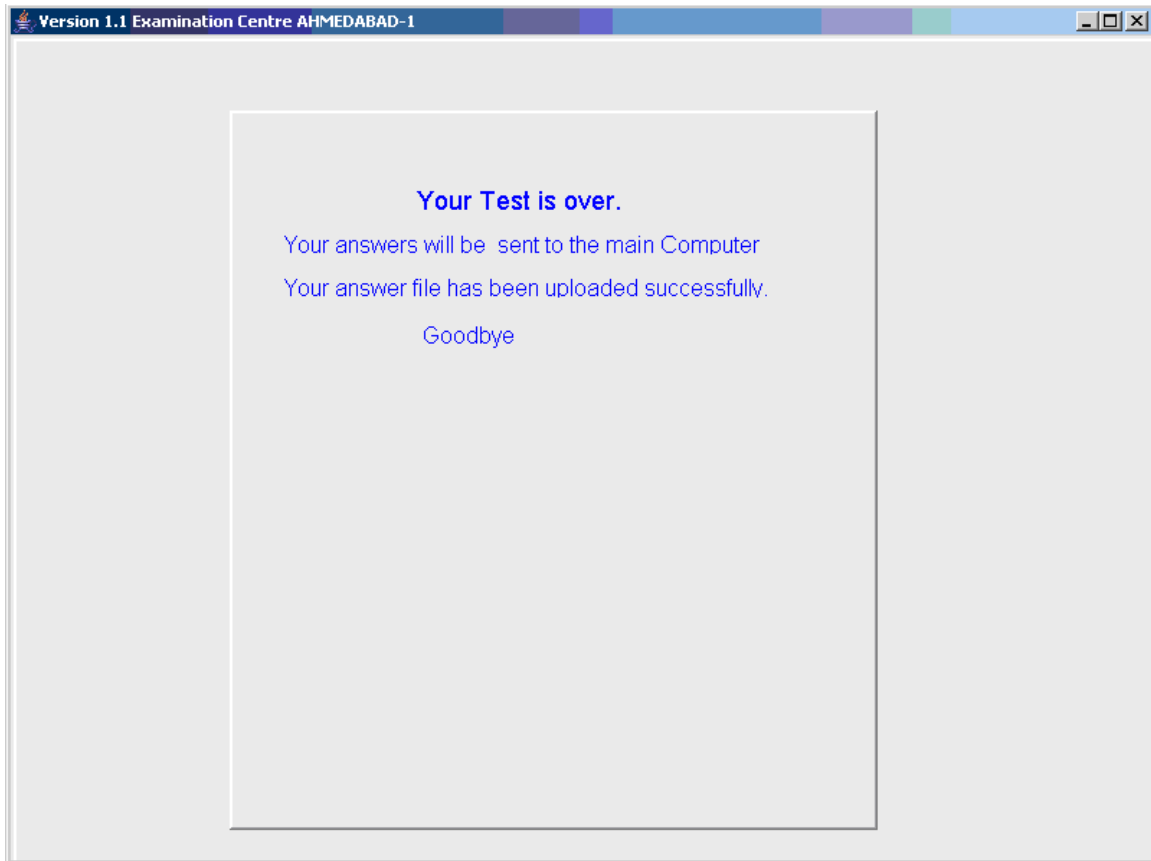 Version 1.1 Examination Centre AHMEDABAD-1
Your Test is over.
Your answers will be  sent to the main Computer
Your answer file has been uploaded successfully.
Goodbye